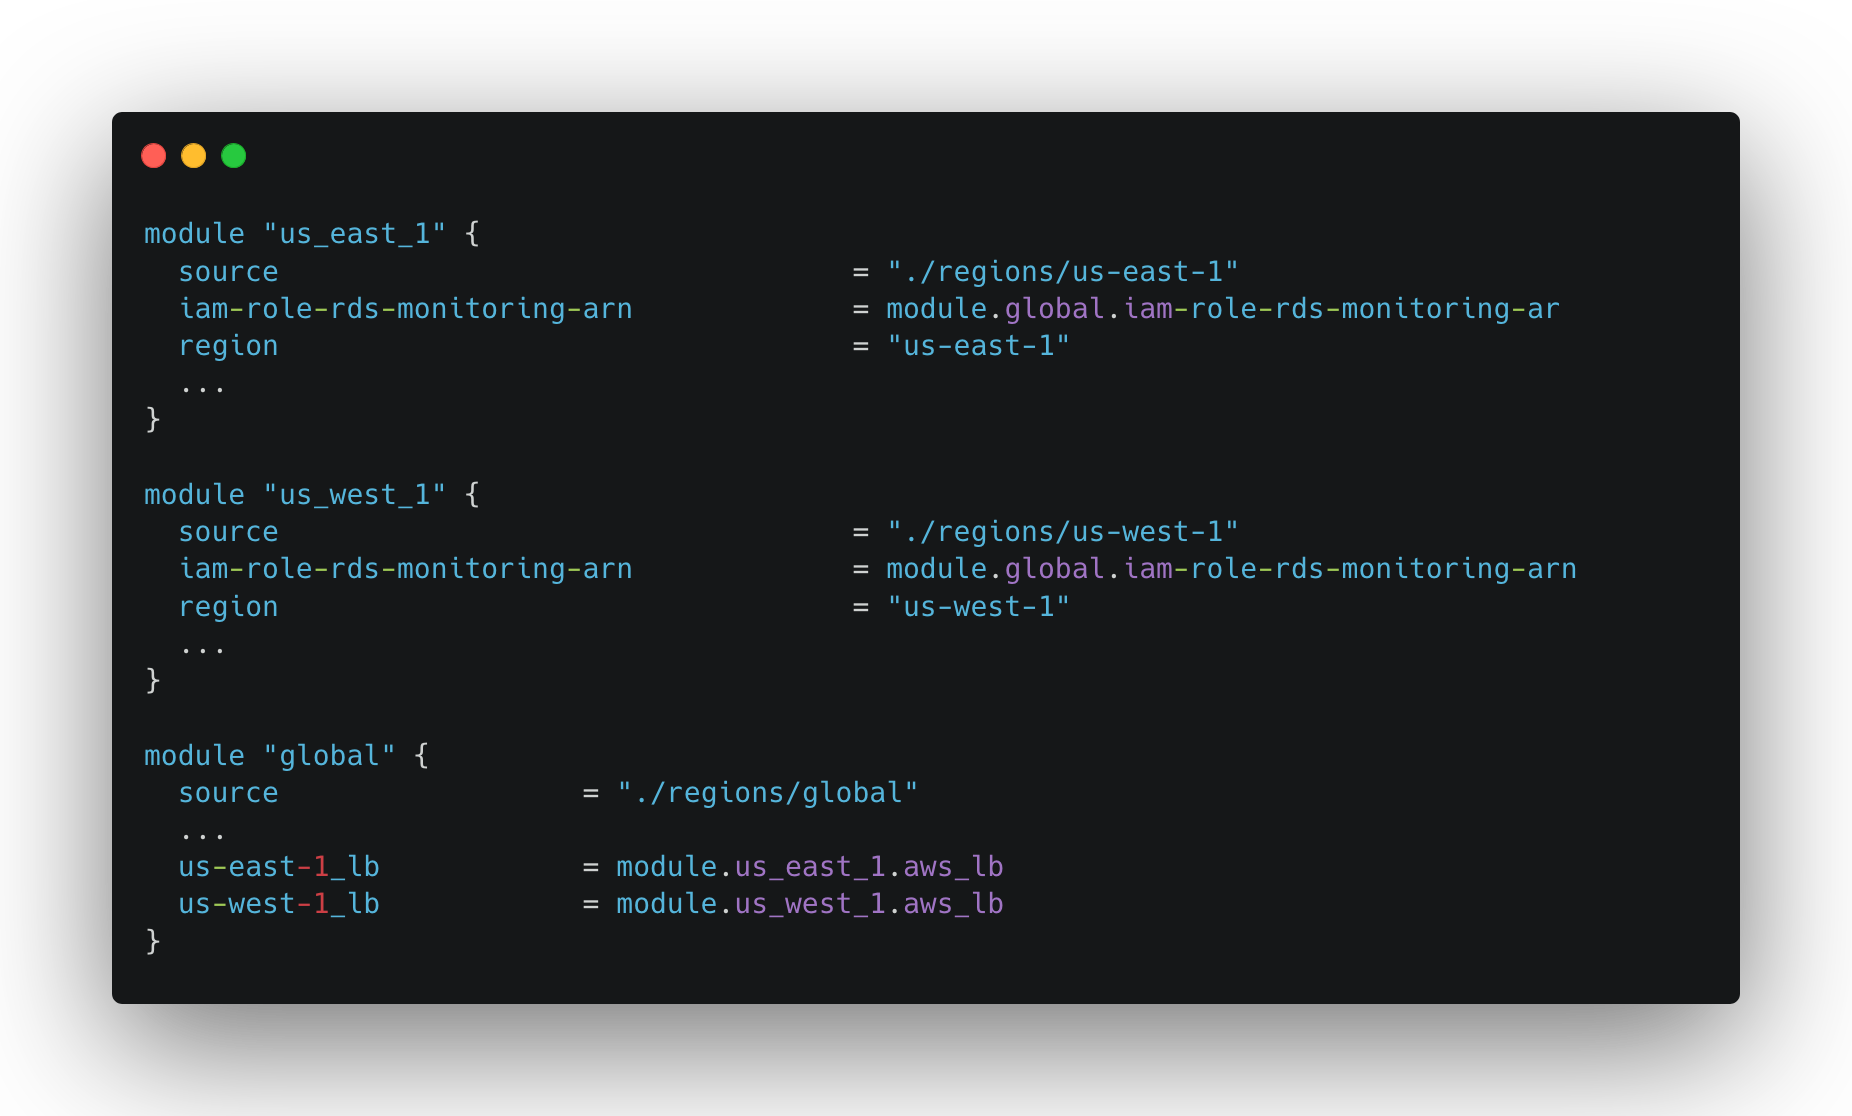 module "us_east_1" {
  source                                  = "./regions/us-east-1"
  iam-role-rds-monitoring-arn             = module.global.iam-role-rds-monitoring-ar
  region                                  = "us-east-1"
  ...
}

module "us_west_1" {
  source                                  = "./regions/us-west-1"
  iam-role-rds-monitoring-arn             = module.global.iam-role-rds-monitoring-arn
  region                                  = "us-west-1"
  ...
}

module "global" {
  source                  = "./regions/global"
  ...
  us-east-1_lb            = module.us_east_1.aws_lb
  us-west-1_lb            = module.us_west_1.aws_lb
}